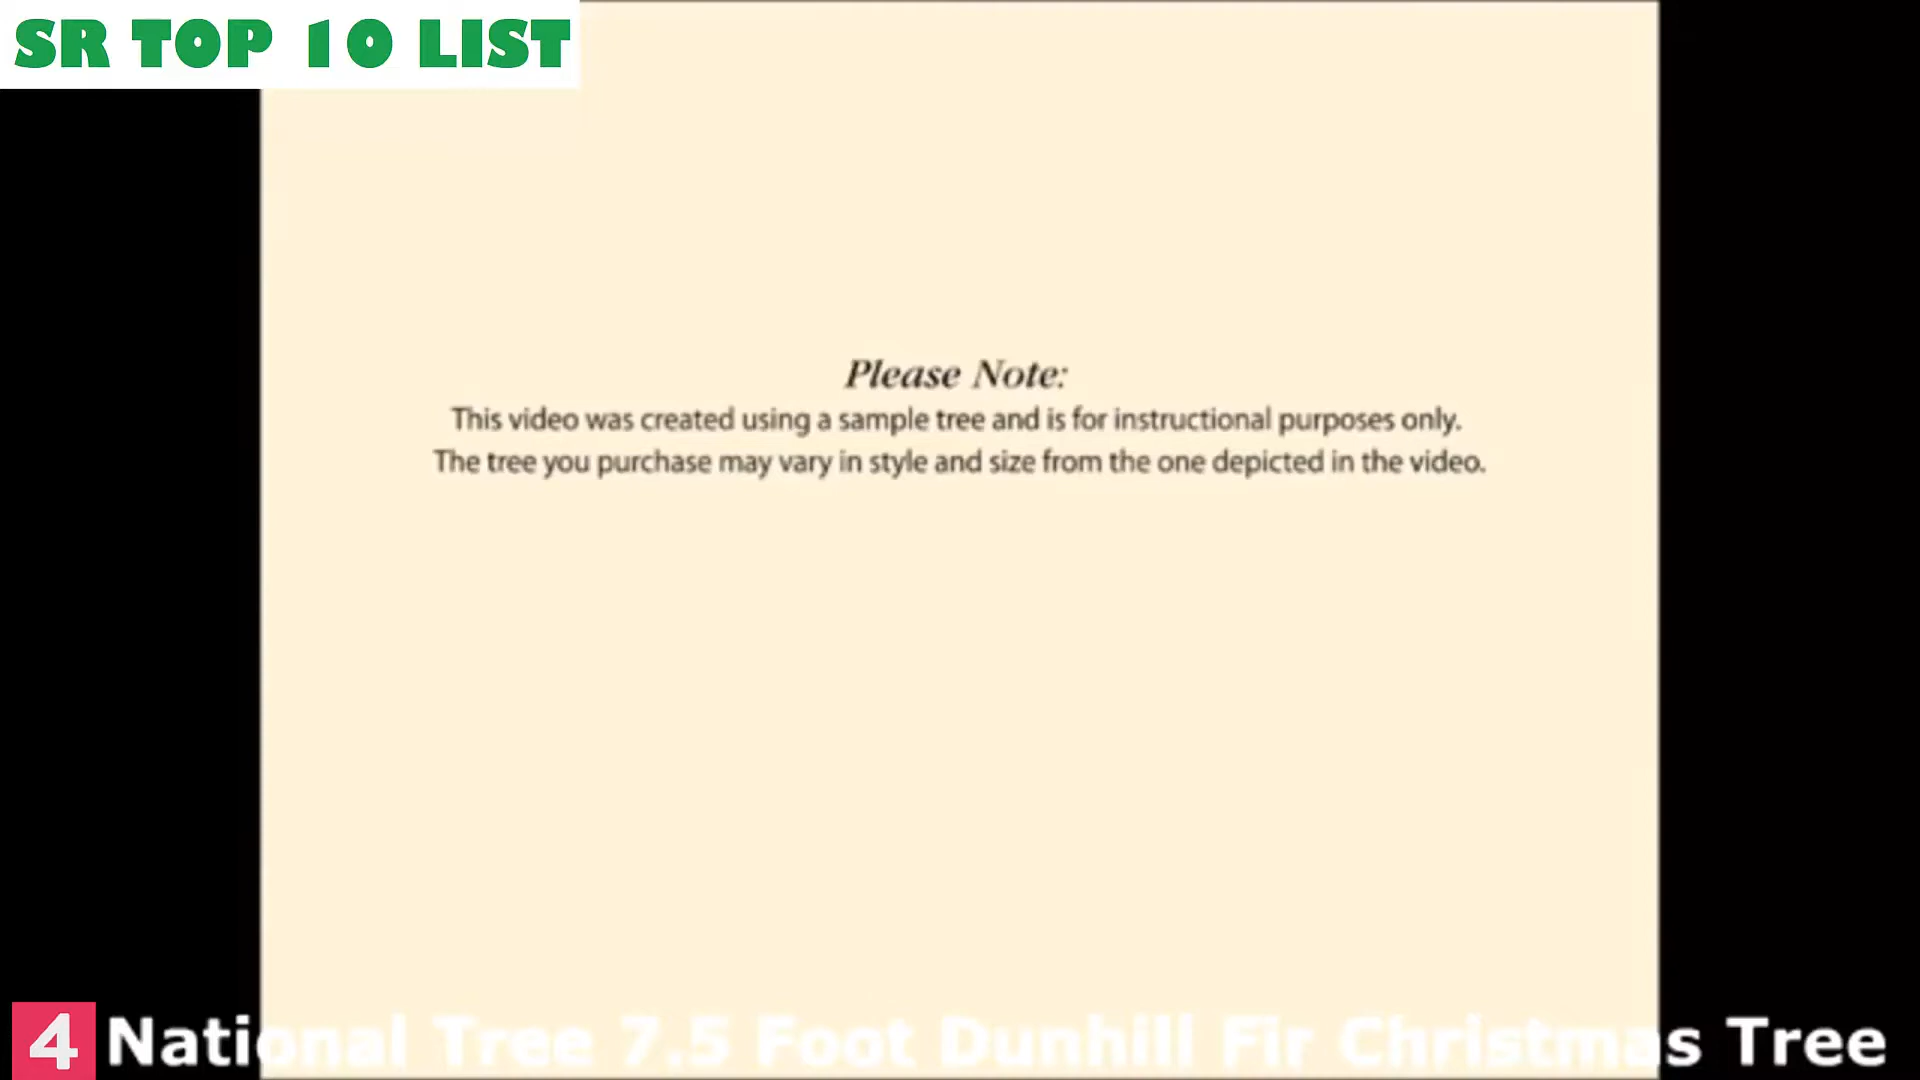 SR TOP 10 LIST
Please Note:
This video was created using a sample tree and is for instructional purposes only.
The tree you purchase may vary in style and size from the one depicted in the video.
4 National Tree 7.5 Foot Dunhill Fir Christmas Tree